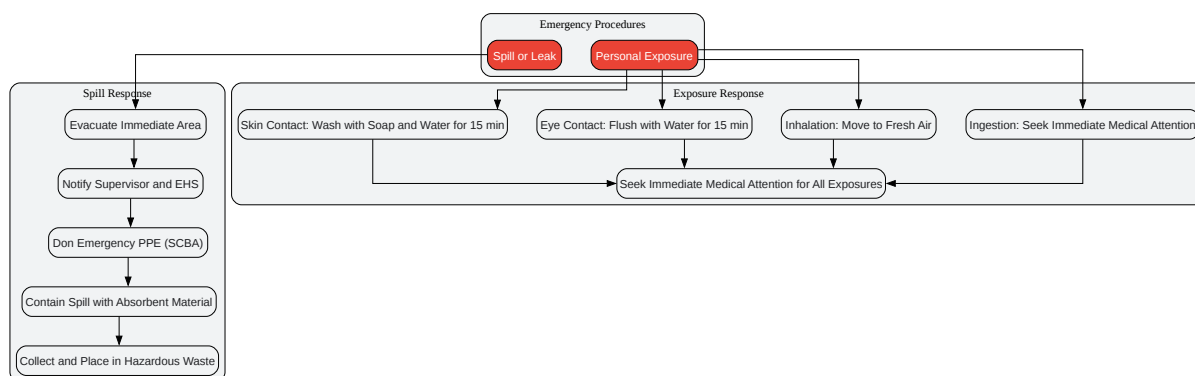 Emergency Procedures
Spill or Leak
Personal Exposure
Spill Response
Evacuate Immediate Area
Notify Supervisor and EHS
Don Emergency PPE (SCBA)
Contain Spill with Absorbent Material
Collect and Place in Hazardous Waste
Exposure Response
Skin Contact: Wash with Soap and Water for 15 min
Eye Contact: Flush with Water for 15 min
Inhalation: Move to Fresh Air
Ingestion: Seek Immediate Medical Attention
Seek Immediate Medical Attention for All Exposures